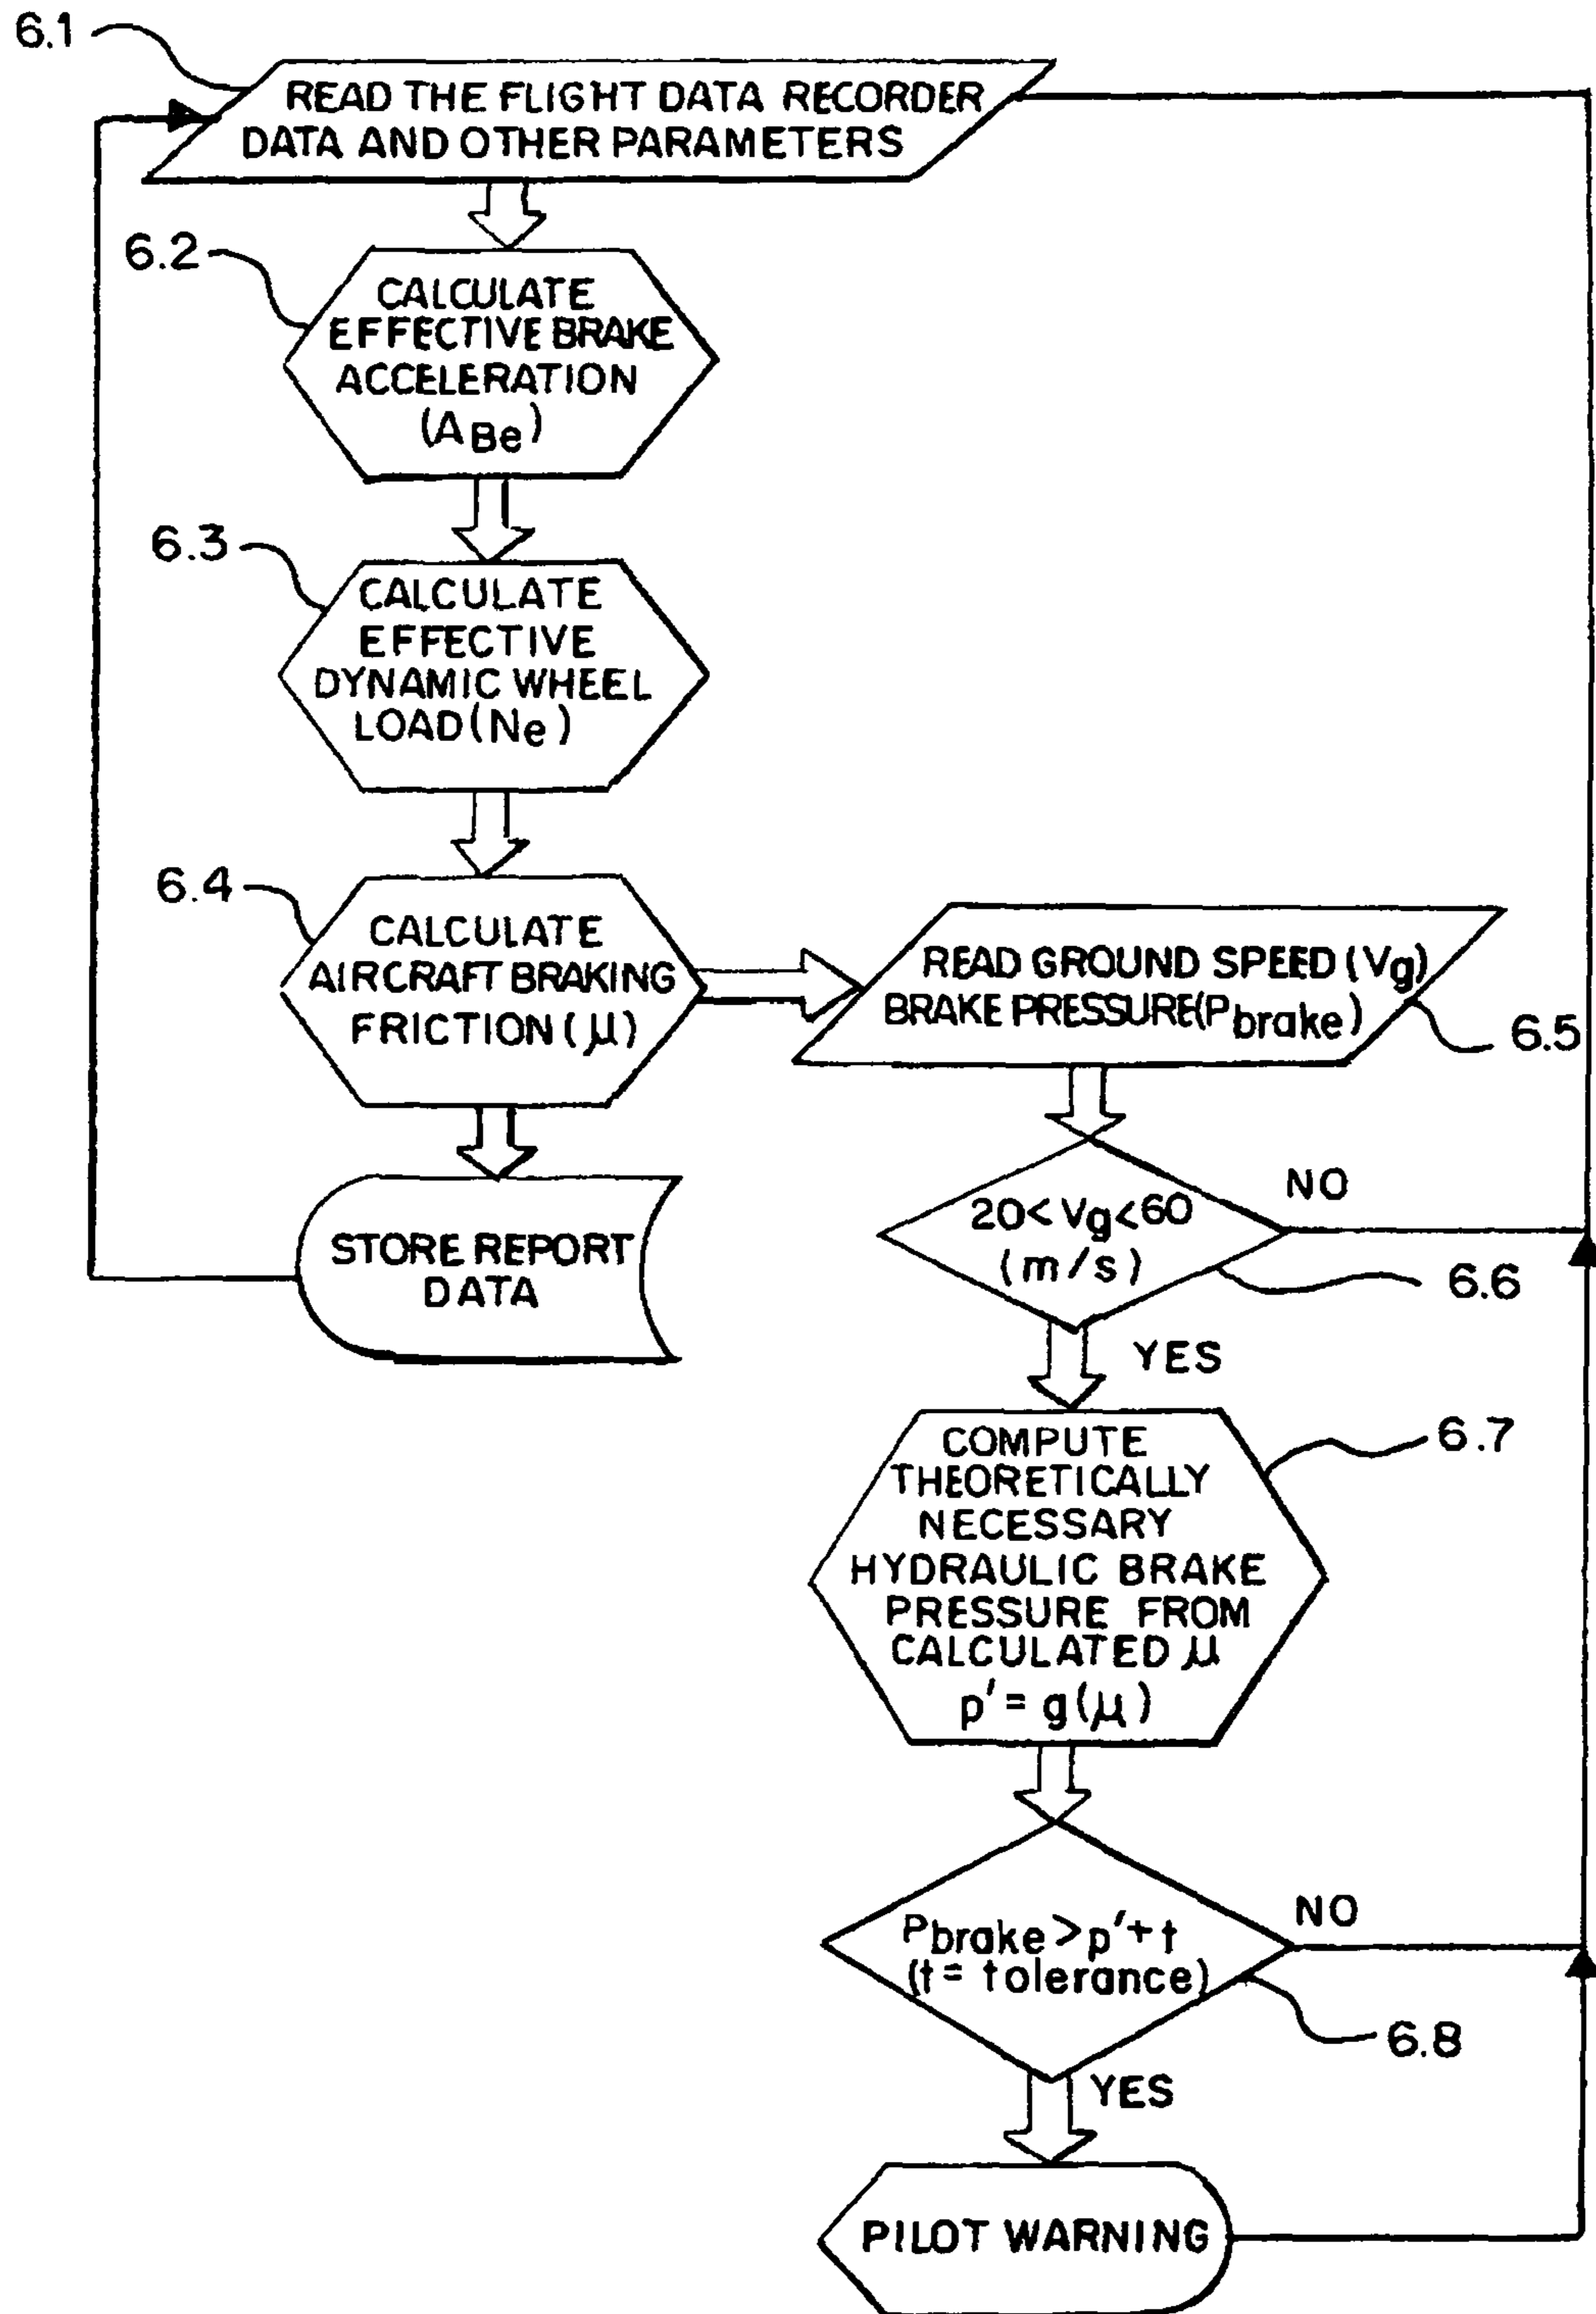 6.1
READ THE FLIGHT DATA RECORDER
DATA AND OTHER PARAMETERS
6.2
CALCULATE
EFFECTIVE BRAKE
ACCELERATION
(ABe)
6.3
CALCULATE
EFFECTIVE
DYNAMIC WHEEL
LOAD(Ne)
6.4
CALCULATE
AIRCRAFT BRAKING
FRICTION(μ)
READ GROUND SPEED (Vg)
BRAKE PRESSURE(Pbrake)
6.5
STORE REPORT
DATA
20<Vg<60
(m/s)
NO
6.6
YES
COMPUTE
THEORETICALLY
NECESSARY
HYDRAULIC BRAKE
PRESSURE FROM
CALCULATED μ
p'=g(μ)
6.7
Pbrake>p'+t
(t= tolerance)
NO
6.8
YES
PILOT WARNING